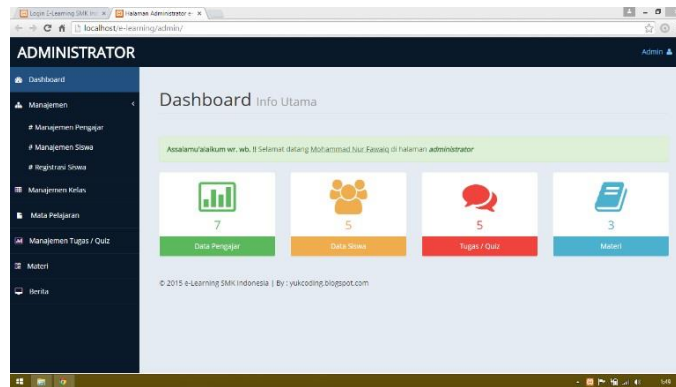 Login E-Learning SMK In
Halaman Administrator e-
localhost/e-learning/admin/
ADMINISTRATOR
Admin
Dashboard
Manajemen
# Manajemen Pengajar
# Manajemen Siswa
# Registrasi Siswa
Manajemen Kelas
Mata Pelajaran
Manajemen Tugas / Quiz
Materi
Berita
Dashboard Info Utama
Assalamu'alaikum wr. wb. !! Selamat datang Mohammad Nur Fawaiq di halaman administrator
7
Data Pengajar
5
Data Siswa
5
Tugas / Quiz
3
Materi
© 2015 e-Learning SMK Indonesia | By : yukcoding.blogspot.com
1:49